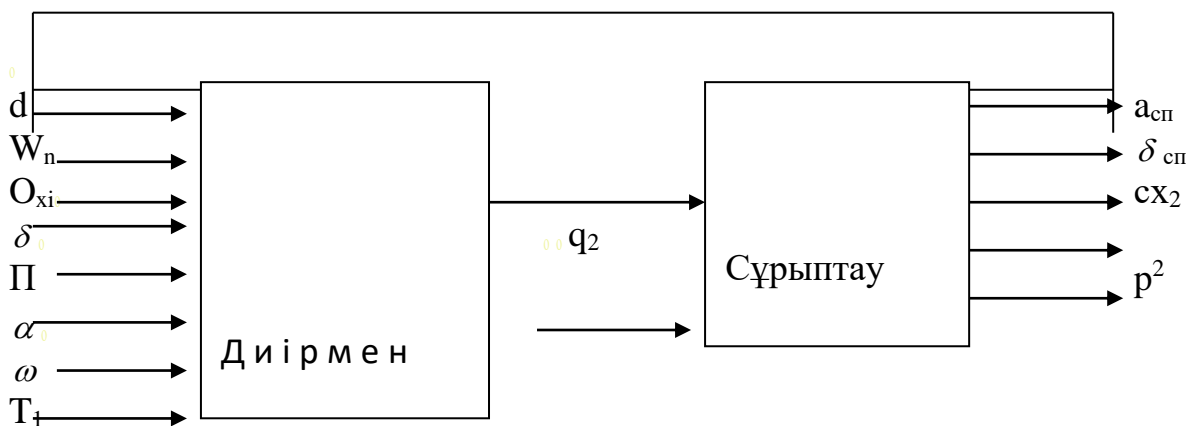 d
Wₙ
Oₓᵢ
δ
П
α
ω
T₁
Диірмен
q₂
Сұрыптау
aсп
δ сп
cx₂
p²